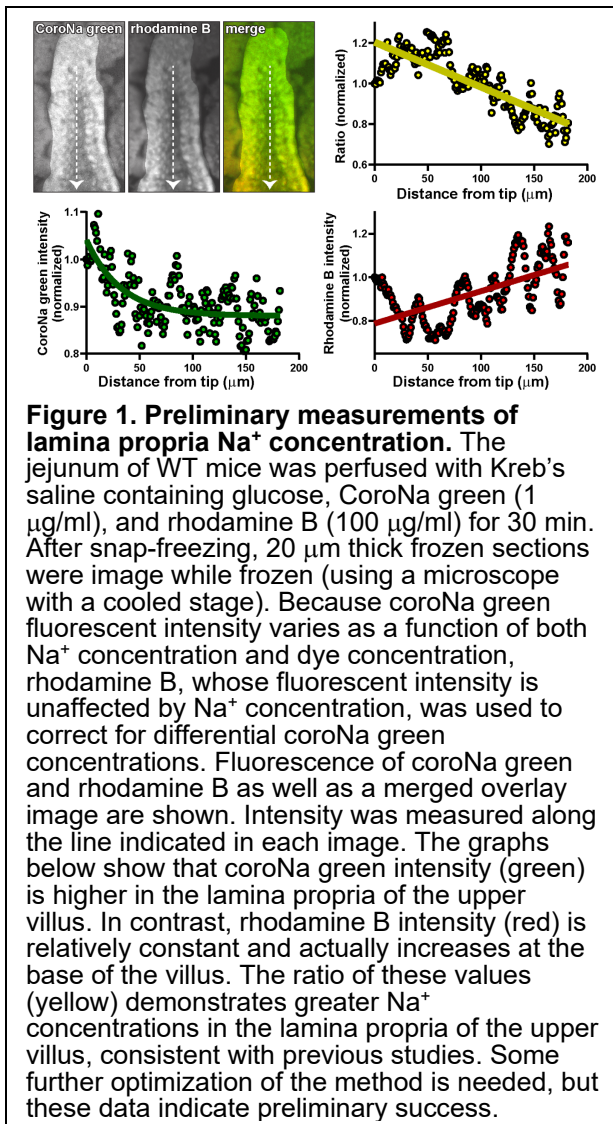 CoroNa green rhodamine B merge
1.2
1.0
0.8
0.6
Ratio (normalized)
0 50 100 150 200
Distance from tip (μm)
1.1
1.0
0.9
0.8
CoroNa green intensity
(normalized)
0 50 100 150 200
Distance from tip (μm)
1.2
1.0
0.8
Rhodamine B intensity
(normalized)
0 50 100 150 200
Distance from tip (μm)
Figure 1. Preliminary measurements of
lamina propria Na⁺ concentration. The
jejunum of WT mice was perfused with Kreb's
saline containing glucose, CoroNa green (1
μg/ml), and rhodamine B (100 μg/ml) for 30 min.
After snap-freezing, 20 μm thick frozen sections
were image while frozen (using a microscope
with a cooled stage). Because coroNa green
fluorescent intensity varies as a function of both
Na⁺ concentration and dye concentration,
rhodamine B, whose fluorescent intensity is
unaffected by Na⁺ concentration, was used to
correct for differential coroNa green
concentrations. Fluorescence of coroNa green
and rhodamine B as well as a merged overlay
image are shown. Intensity was measured along
the line indicated in each image. The graphs
below show that coroNa green intensity (green)
is higher in the lamina propria of the upper
villus. In contrast, rhodamine B intensity (red) is
relatively constant and actually increases at the
base of the villus. The ratio of these values
(yellow) demonstrates greater Na⁺
concentrations in the lamina propria of the upper
villus, consistent with previous studies. Some
further optimization of the method is needed, but
these data indicate preliminary success.